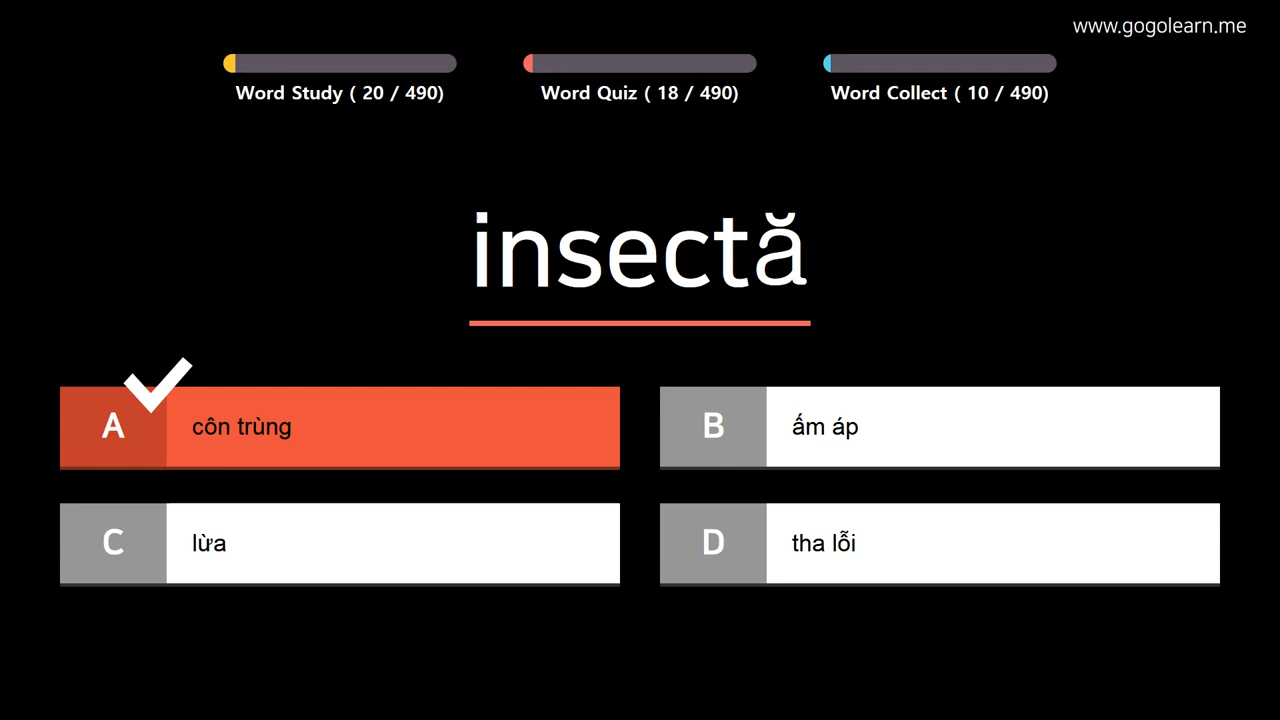 www.gogolearn.me
Word Study ( 20 / 490)
Word Quiz ( 18 / 490)
Word Collect ( 10 / 490)
insectă
A
côn trùng
B
ấm áp
C
lừa
D
tha lỗi